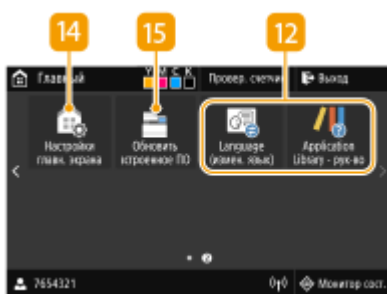 14 15 12
Главный Y M C K Провер. счетчик Выход
Настройки
главн. экрана
Обновить
встроенное ПО
Language
(измен. язык)
Application
Library - рук-во
7654321 Монитор сост.